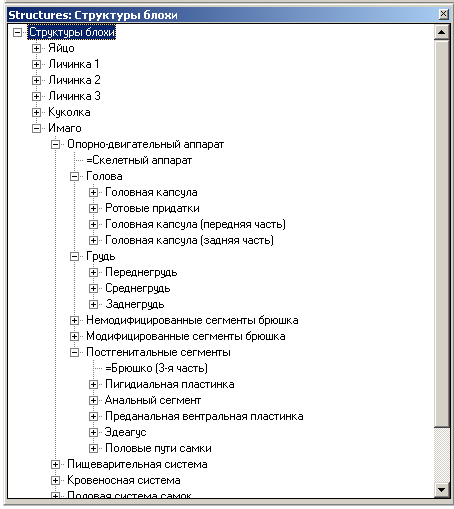 Structures: Структуры блохи
Структуры блохи
Яйцо
Личинка 1
Личинка 2
Личинка 3
Куколка
Имаго
Опорно-двигательный аппарат
=Скелетный аппарат
Голова
Головная капсула
Ротовые придатки
Головная капсула (передняя часть)
Головная капсула (задняя часть)
Грудь
Переднегрудь
Среднегрудь
Заднегрудь
Немодифицированные сегменты брюшка
Модифицированные сегменты брюшка
Постгенитальные сегменты
=Брюшко (3-я часть)
Пигидиальная пластинка
Анальный сегмент
Преданальная вентральная пластинка
Эдеагус
Половые пути самки
Пищеварительная система
Кровеносная система
Половая система самок